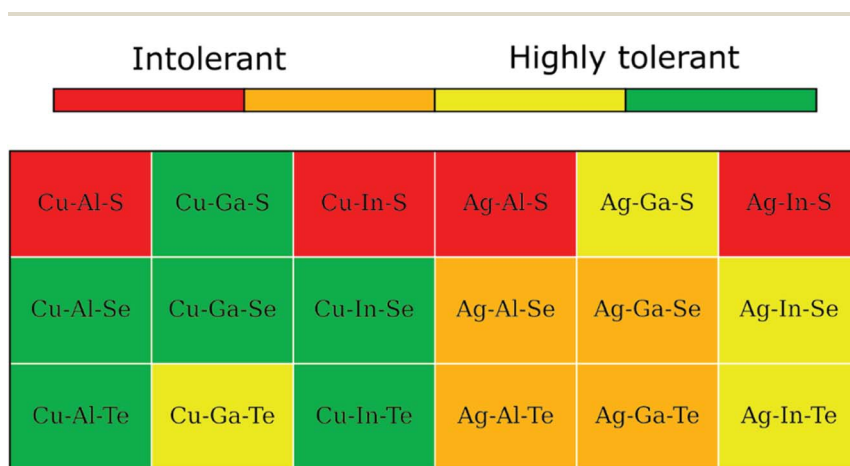 Intolerant Highly tolerant
Cu-Al-S Cu-Ga-S Cu-In-S Ag-Al-S Ag-Ga-S Ag-In-S
Cu-Al-Se Cu-Ga-Se Cu-In-Se Ag-Al-Se Ag-Ga-Se Ag-In-Se
Cu-Al-Te Cu-Ga-Te Cu-In-Te Ag-Al-Te Ag-Ga-Te Ag-In-Te